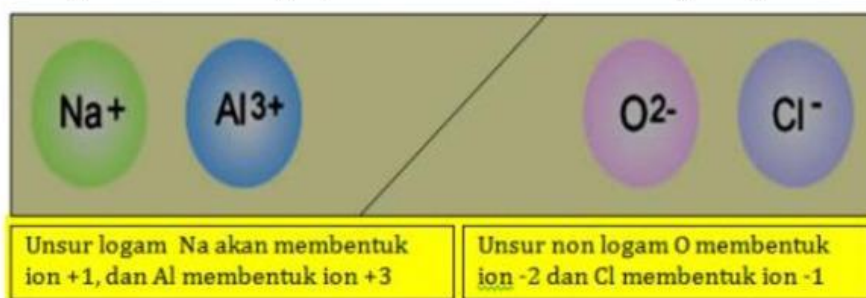 Na+ Al3+ O2- Cl-
Unsur logam Na akan membentuk
ion +1, dan Al membentuk ion +3
Unsur non logam O membentuk
ion -2 dan Cl membentuk ion -1